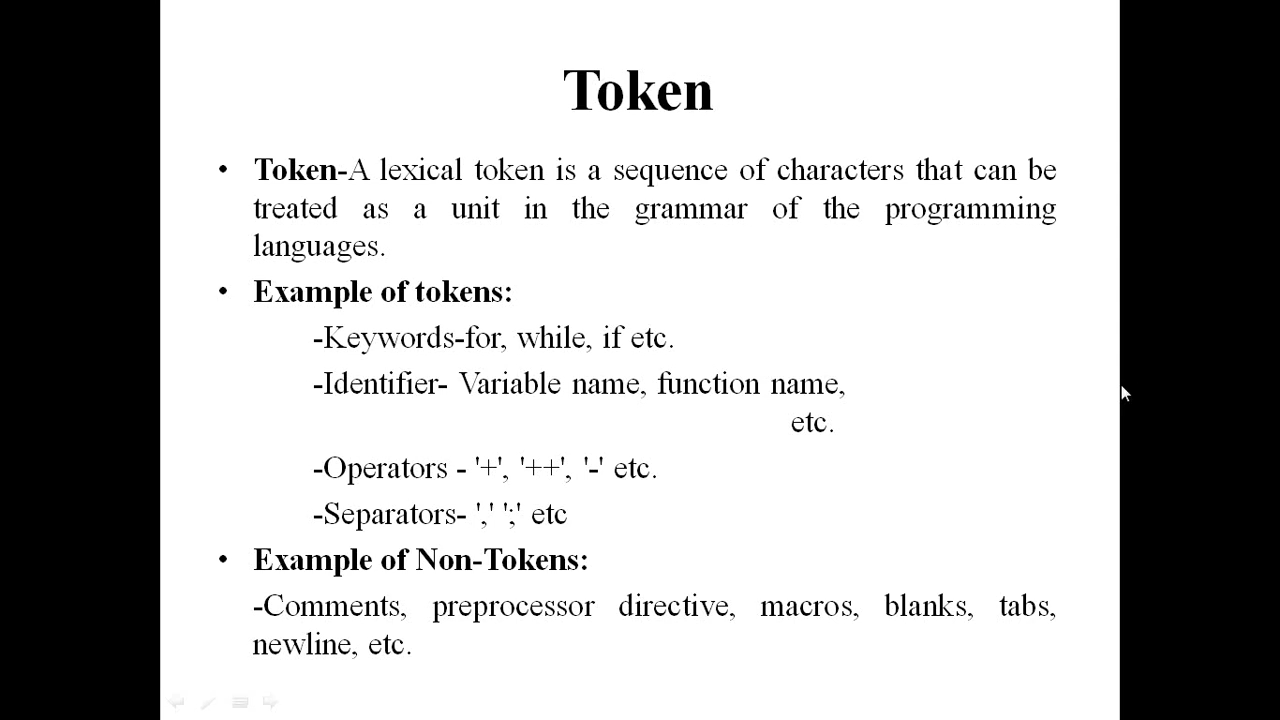 Token
• Token-A lexical token is a sequence of characters that can be
treated as a unit in the grammar of the programming
languages.
• Example of tokens:
-Keywords-for, while, if etc.
-Identifier- Variable name, function name,
etc.
-Operators - '+', '++', '-' etc.
-Separators- ',' ';' etc
• Example of Non-Tokens:
-Comments, preprocessor directive, macros, blanks, tabs,
newline, etc.